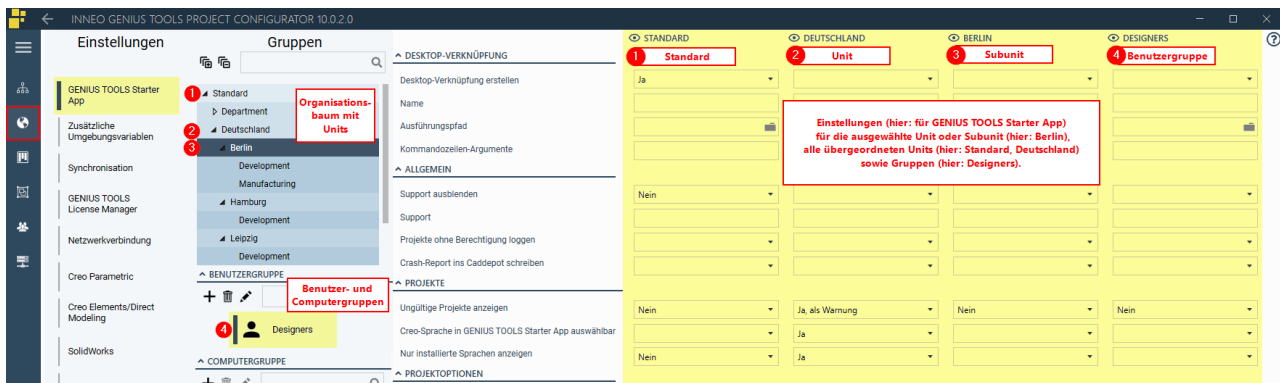 INNEO GENIUS TOOLS PROJECT CONFIGURATOR 10.0.2.0
Einstellungen
GENIUS TOOLS Starter
App
Zusätzliche
Umgebungsvariablen
Synchronisation
GENIUS TOOLS
License Manager
Netzwerkverbindung
Creo Parametric
Creo Elements/Direct
Modeling
SolidWorks
Gruppen
1 Standard
Department
2 Deutschland
3 Berlin
Development
Manufacturing
Hamburg
Development
Leipzig
Development
Organisations-
baum mit
Units
BENUTZERGRUPPE
Benutzer- und
Computergruppen
4 Designers
COMPUTERGRUPPE
DESKTOP-VERKNÜPFUNG
Desktop-Verknüpfung erstellen
Name
Ausführungspfad
Kommandozeilen-Argumente
ALLGEMEIN
Support ausblenden
Support
Projekte ohne Berechtigung loggen
Crash-Report ins Caddepot schreiben
PROJEKTE
Ungültige Projekte anzeigen
Creo-Sprache in GENIUS TOOLS Starter App auswählbar
Nur installierte Sprachen anzeigen
PROJEKTOPTIONEN
STANDARD DEUTSCHLAND BERLIN DESIGNERS
1 Standard 2 Unit 3 Subunit 4 Benutzergruppe
Ja
Einstellungen (hier: für GENIUS TOOLS Starter App)
für die ausgewählte Unit oder Subunit (hier: Berlin),
alle übergeordneten Units (hier: Standard, Deutschland)
sowie Gruppen (hier: Designers).
Nein
Nein Ja, als Warnung Nein Nein
Ja
Nein Ja